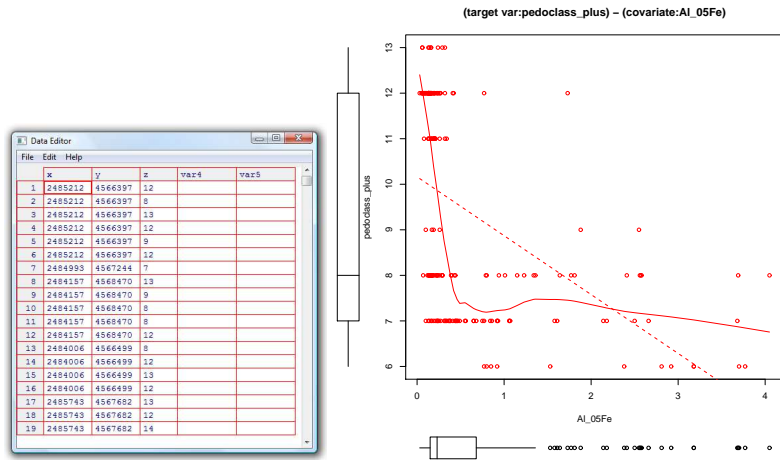 (target var:pedoclass_plus) – (covariate:Al_05Fe)
Data Editor
File Edit Help
x y z var4 var5
1 2485212 4566397 12
2 2485212 4566397 8
3 2485212 4566397 13
4 2485212 4566397 12
5 2485212 4566397 9
6 2485212 4566397 12
7 2484993 4567244 7
8 2484157 4568470 13
9 2484157 4568470 9
10 2484157 4568470 8
11 2484157 4568470 8
12 2484157 4568470 12
13 2484006 4566499 8
14 2484006 4566499 12
15 2484006 4566499 13
16 2484006 4566499 12
17 2485743 4567682 13
18 2485743 4567682 12
19 2485743 4567682 14
pedoclass_plus
13
12
11
10
9
8
7
6
0 1 2 3 4
Al_05Fe